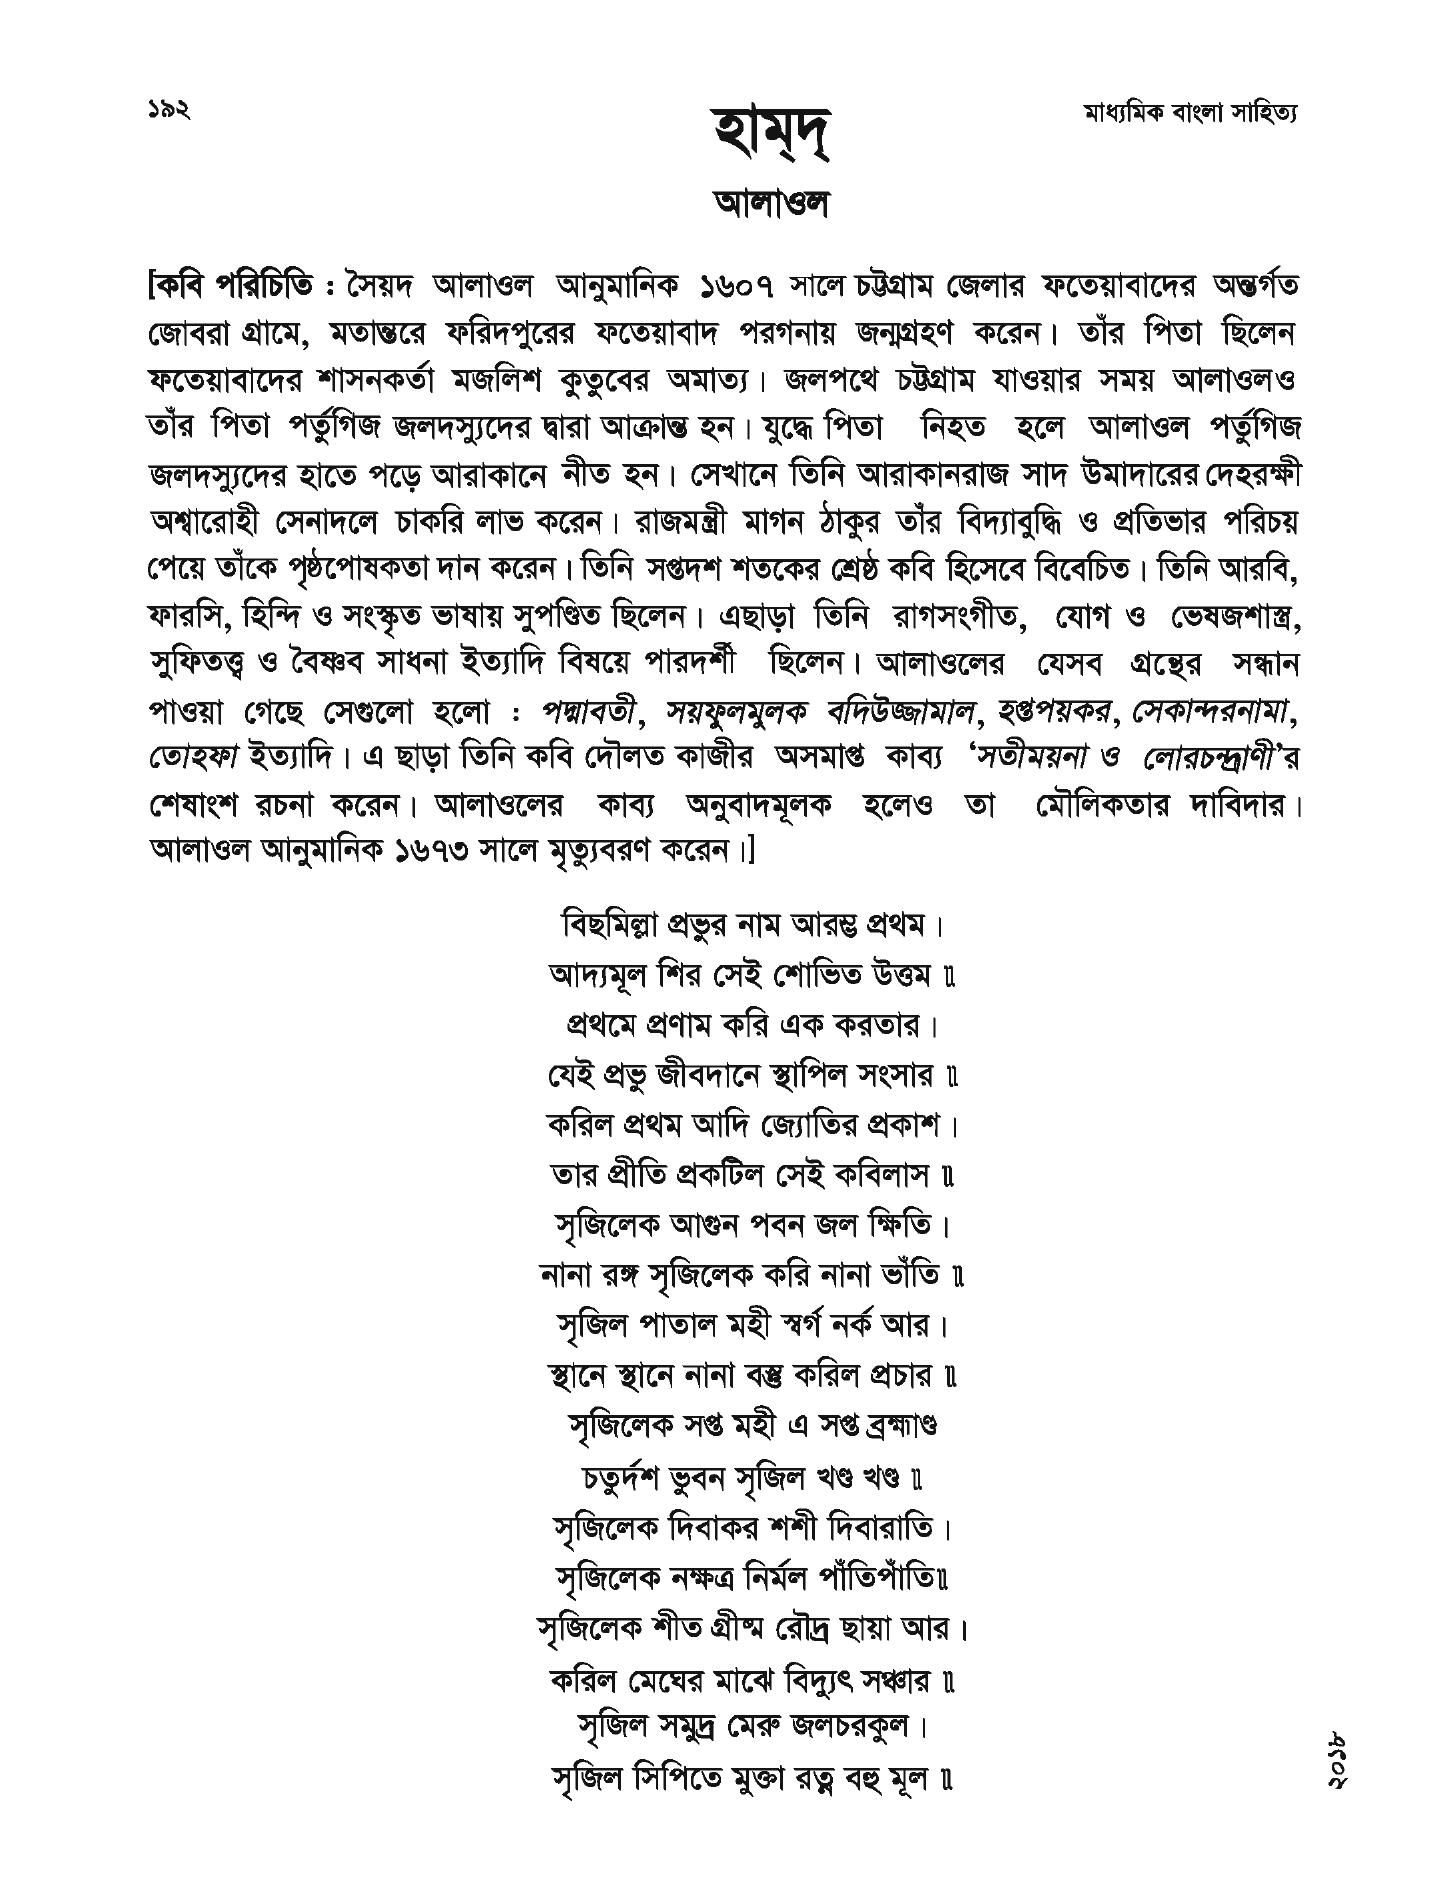 ১৯২
মাধ্যমিক বাংলা সাহিত্য
হাম্‌দ্
আলাওল
[কবি পরিচিতি : সৈয়দ আলাওল আনুমানিক ১৬০৭ সালে চট্টগ্রাম জেলার ফতেয়াবাদের অন্তর্গত
জোবরা গ্রামে, মতান্তরে ফরিদপুরের ফতেয়াবাদ পরগনায় জন্মগ্রহণ করেন। তাঁর পিতা ছিলেন
ফতেয়াবাদের শাসনকর্তা মজলিশ কুতুবের অমাত্য। জলপথে চট্টগ্রাম যাওয়ার সময় আলাওলও
তাঁর পিতা পর্তুগিজ জলদস্যুদের দ্বারা আক্রান্ত হন। যুদ্ধে পিতা নিহত হলে আলাওল পর্তুগিজ
জলদস্যুদের হাতে পড়ে আরাকানে নীত হন। সেখানে তিনি আরাকানরাজ সাদ উমাদারের দেহরক্ষী
অশ্বারোহী সেনাদলে চাকরি লাভ করেন। রাজমন্ত্রী মাগন ঠাকুর তাঁর বিদ্যাবুদ্ধি ও প্রতিভার পরিচয়
পেয়ে তাঁকে পৃষ্ঠপোষকতা দান করেন। তিনি সপ্তদশ শতকের শ্রেষ্ঠ কবি হিসেবে বিবেচিত। তিনি আরবি,
ফারসি, হিন্দি ও সংস্কৃত ভাষায় সুপণ্ডিত ছিলেন। এছাড়া তিনি রাগসংগীত, যোগ ও ভেষজশাস্ত্র,
সুফিতত্ত্ব ও বৈষ্ণব সাধনা ইত্যাদি বিষয়ে পারদর্শী ছিলেন। আলাওলের যেসব গ্রন্থের সন্ধান
পাওয়া গেছে সেগুলো হলো : পদ্মাবতী, সয়ফুলমুলক বদিউজ্জামাল, হপ্তপয়কর, সেকান্দরনামা,
তোহফা ইত্যাদি। এ ছাড়া তিনি কবি দৌলত কাজীর অসমাপ্ত কাব্য ‘সতীময়না ও লোরচন্দ্রাণী’র
শেষাংশ রচনা করেন। আলাওলের কাব্য অনুবাদমূলক হলেও তা মৌলিকতার দাবিদার।
আলাওল আনুমানিক ১৬৭৩ সালে মৃত্যুবরণ করেন।]
বিছমিল্লা প্রভুর নাম আরম্ভ প্রথম।
আদ্যমূল শির সেই শোভিত উত্তম ॥
প্রথমে প্রণাম করি এক করতার।
যেই প্রভু জীবদানে স্থাপিল সংসার ॥
করিল প্রথম আদি জ্যোতির প্রকাশ।
তার প্রীতি প্রকটিল সেই কবিলাস ॥
সৃজিলেক আগুন পবন জল ক্ষিতি।
নানা রঙ্গ সৃজিলেক করি নানা ভাঁতি ॥
সৃজিল পাতাল মহী স্বর্গ নর্ক আর।
স্থানে স্থানে নানা বস্তু করিল প্রচার ॥
সৃজিলেক সপ্ত মহী এ সপ্ত ব্রহ্মাণ্ড
চতুর্দশ ভুবন সৃজিল খণ্ড খণ্ড ॥
সৃজিলেক দিবাকর শশী দিবারাতি।
সৃজিলেক নক্ষত্র নির্মল পাঁতিপাঁতি॥
সৃজিলেক শীত গ্রীষ্ম রৌদ্র ছায়া আর।
করিল মেঘের মাঝে বিদ্যুৎ সঞ্চার ॥
সৃজিল সমুদ্র মেরু জলচরকুল।
সৃজিল সিপিতে মুক্তা রত্ন বহু মূল ॥
২০১৮